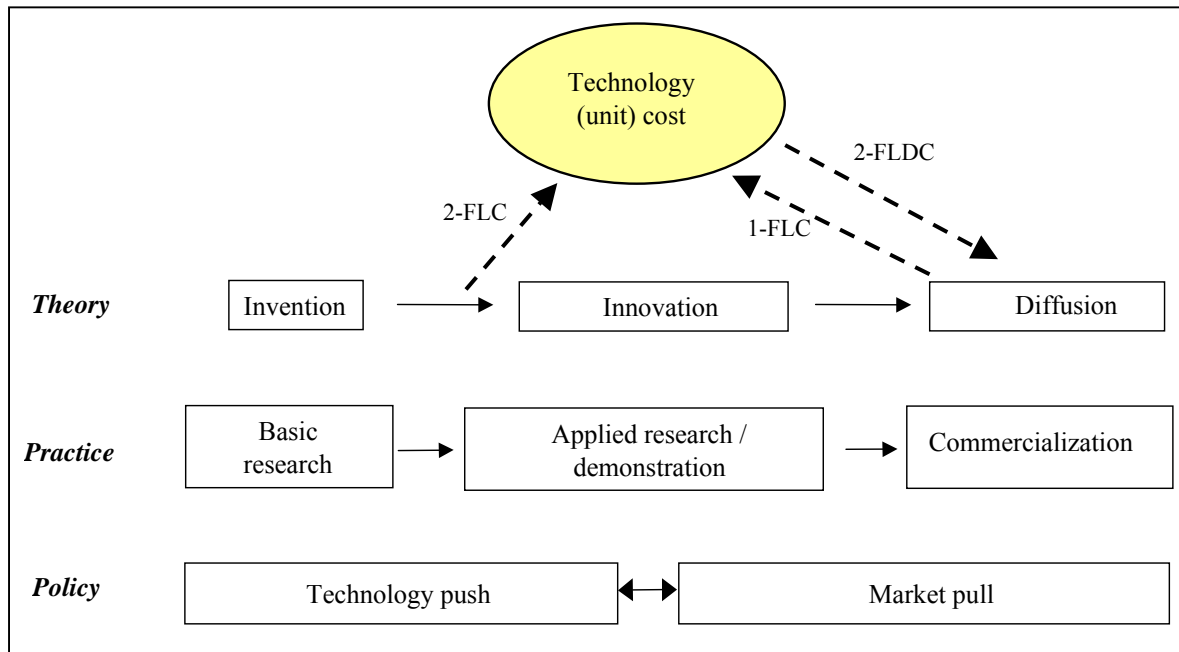 Technology
(unit) cost
2-FLDC
2-FLC
1-FLC
Theory
Invention
Innovation
Diffusion
Practice
Basic
research
Applied research /
demonstration
Commercialization
Policy
Technology push
Market pull